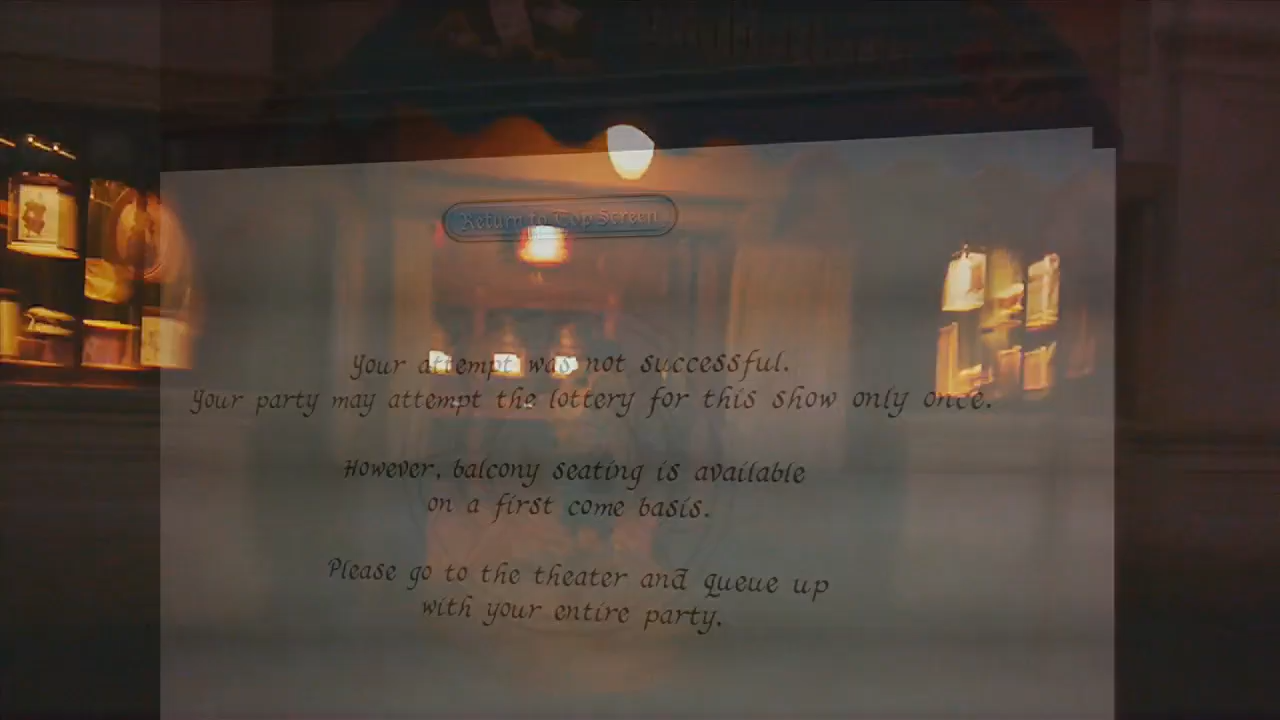 Return to Top Screen
Your attempt was not successful.
Your party may attempt the lottery for this show only once.
However, balcony seating is available
on a first come basis.
Please go to the theater and queue up
with your entire party.